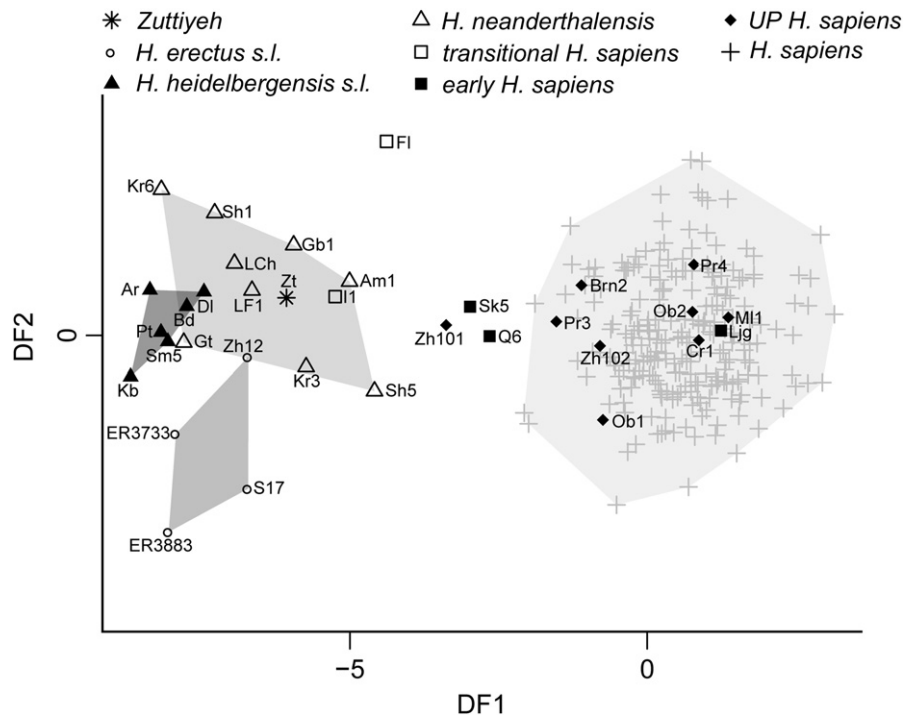 Zuttiyeh
H. erectus s.l.
H. heidelbergensis s.l.
H. neanderthalensis
transitional H. sapiens
early H. sapiens
UP H. sapiens
H. sapiens
Fl
Kr6
Sh1
Gb1
LCh
Zt
Am1
Ar
Dl
LF1
I1
Bd
Pt
Sm5
Gt
Zh12
Kb
Kr3
Sh5
ER3733
S17
ER3883
Sk5
Zh101
Q6
Pr4
Brn2
Ob2
Ml1
Pr3
Ljg
Zh102
Cr1
Ob1
DF2
0
−5
0
DF1